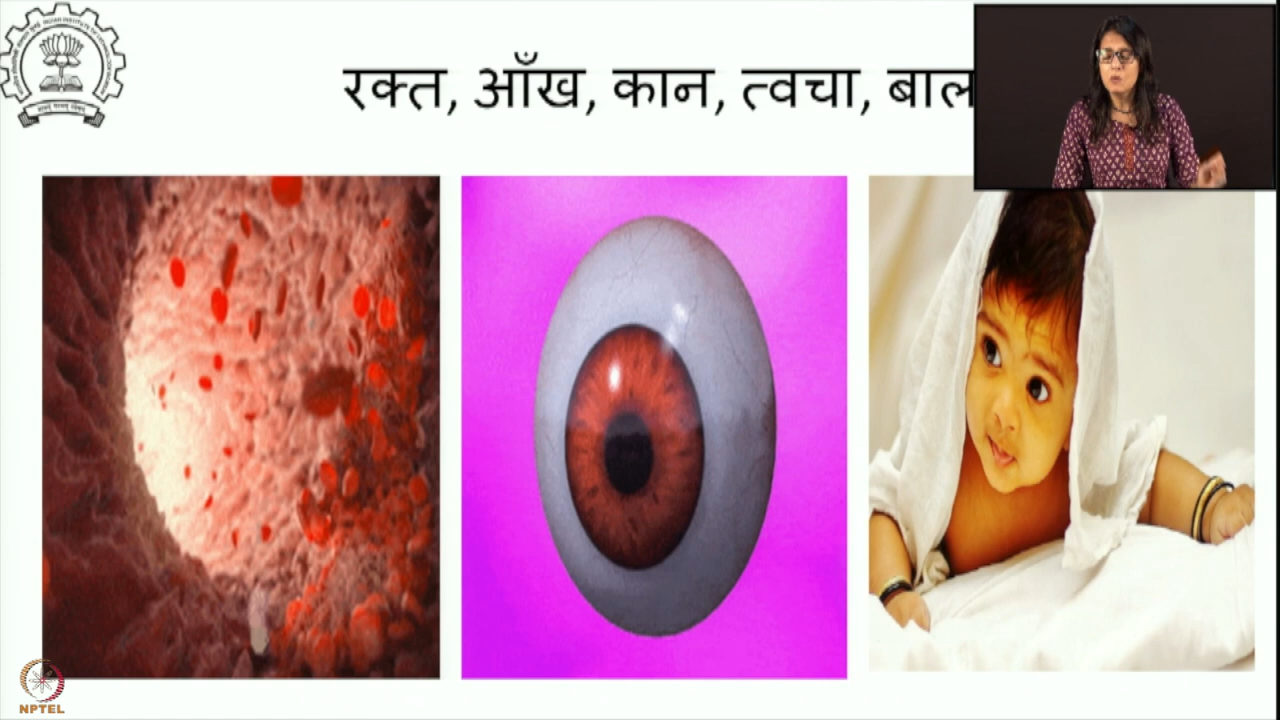 रक्त, आँख, कान, त्वचा, बाल
NPTEL